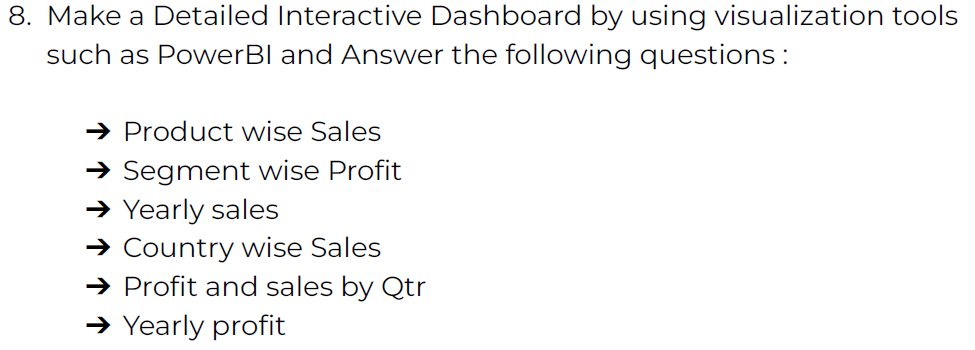 8. Make a Detailed Interactive Dashboard by using visualization tools
such as PowerBI and Answer the following questions :
➔ Product wise Sales
➔ Segment wise Profit
➔ Yearly sales
➔ Country wise Sales
➔ Profit and sales by Qtr
➔ Yearly profit